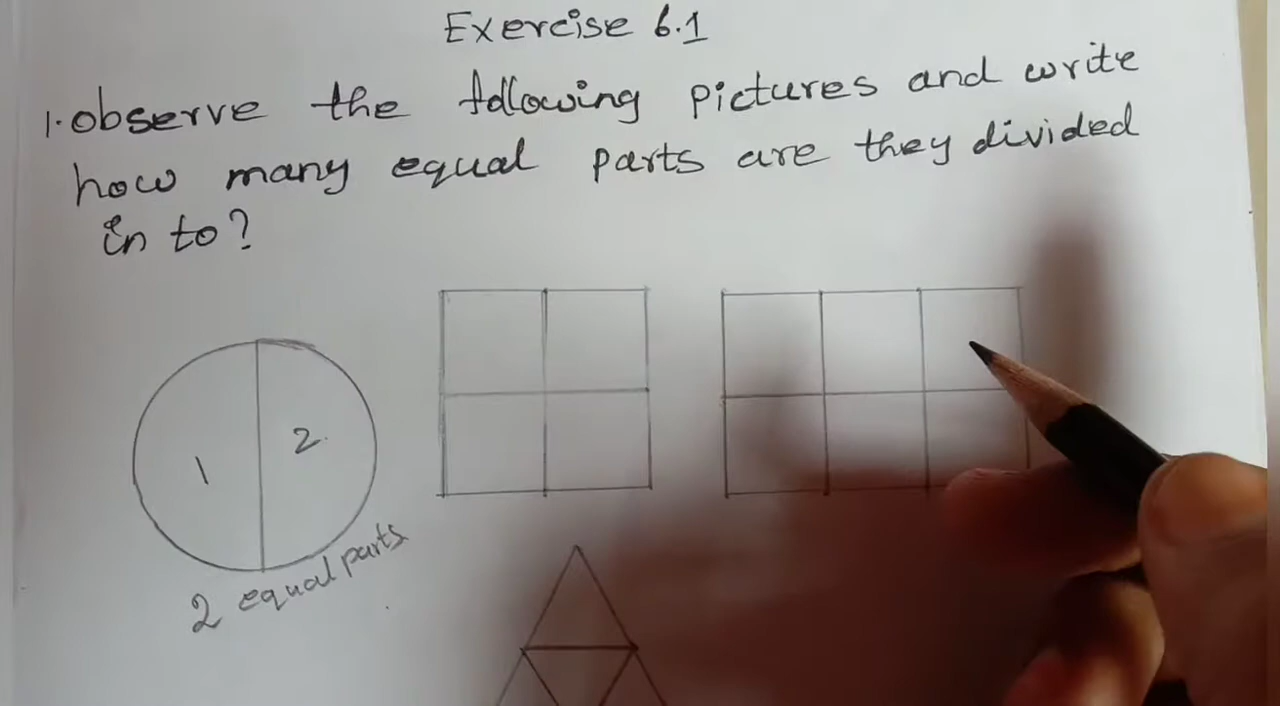 Exercise 6.1
1. observe the following pictures and write
how many equal parts are they divided
in to?
1
2
2 equal parts